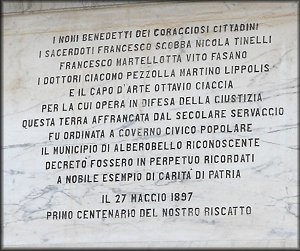 I NOMI BENEDETTI DEI CORACCIOSI CITTADINI
I SACERDOTI FRANCESCO SCOBBA NICOLA TINELLI
FRANCESCO MARTELLOTTA VITO FASANO
I DOTTORI GIACOMO PEZZOLLA MARTINO LIPPOLIS
E IL CAPO D'ARTE OTTAVIO CIACCIA
PER LA CUI OPERA IN DIFESA DELLA GIUSTIZIA
QUESTA TERRA AFFRANCATA DAL SECOLARE SERVACCIO
FU ORDINATA A GOVERNO CIVICO POPOLARE
IL MUNICIPIO DI ALBEROBELLO RICONOSCENTE
DECRETÒ FOSSERO IN PERPETUO RICORDATI
A NOBILE ESEMPIO DI CARITÀ DI PATRIA
IL 27 MAGGIO 1897
PRIMO CENTENARIO DEL NOSTRO RISCATTO